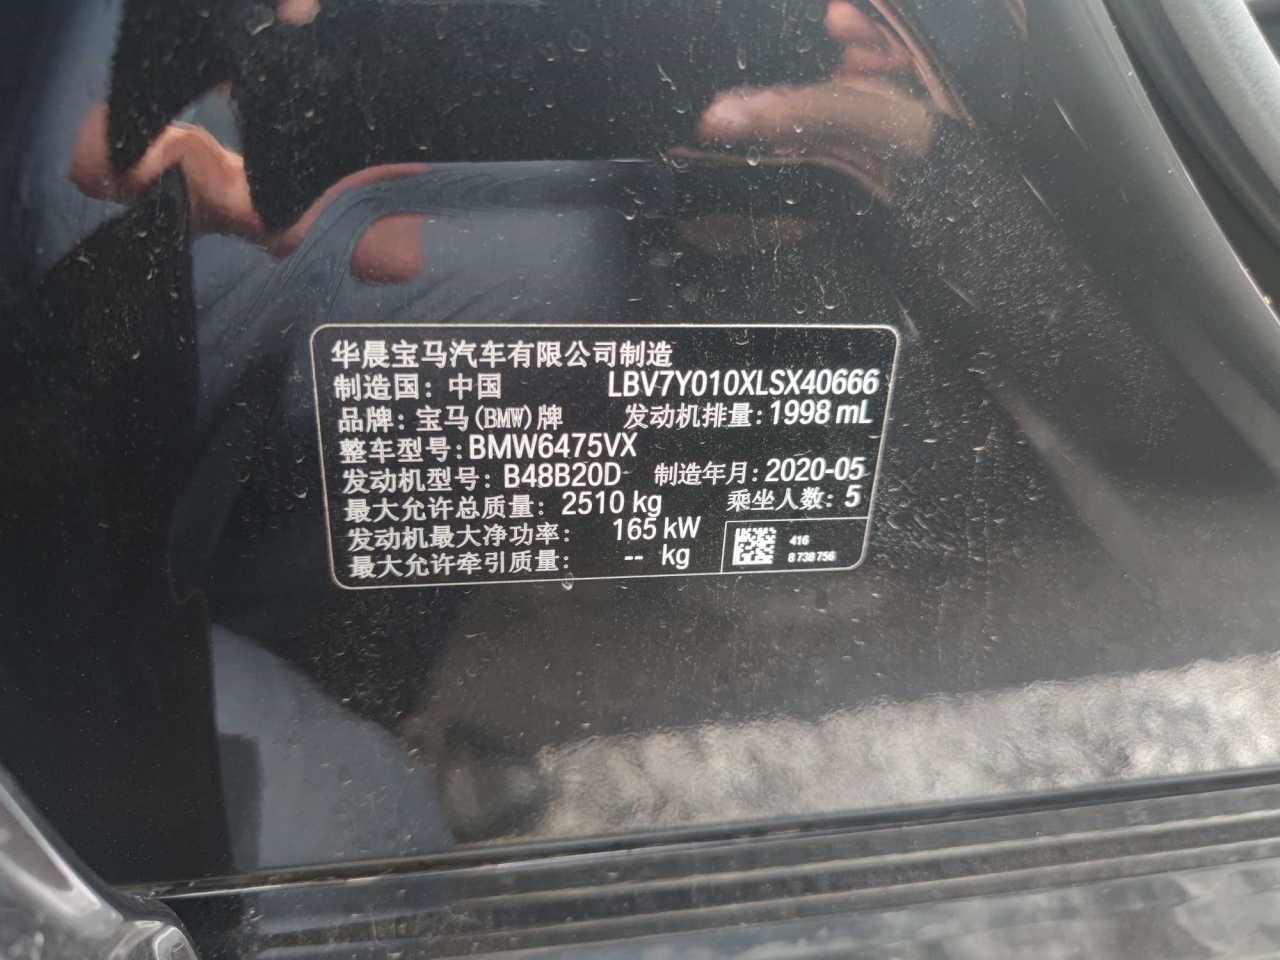 华晨宝马汽车有限公司制造
制造国：中国 LBV7Y010XLSX40666
品牌：宝马(BMW)牌 发动机排量：1998 mL
整车型号：BMW6475VX
发动机型号：B48B20D 制造年月：2020-05
最大允许总质量：2510 kg 乘坐人数：5
发动机最大净功率：165 kW
最大允许牵引质量：-- kg
416
8 738 756